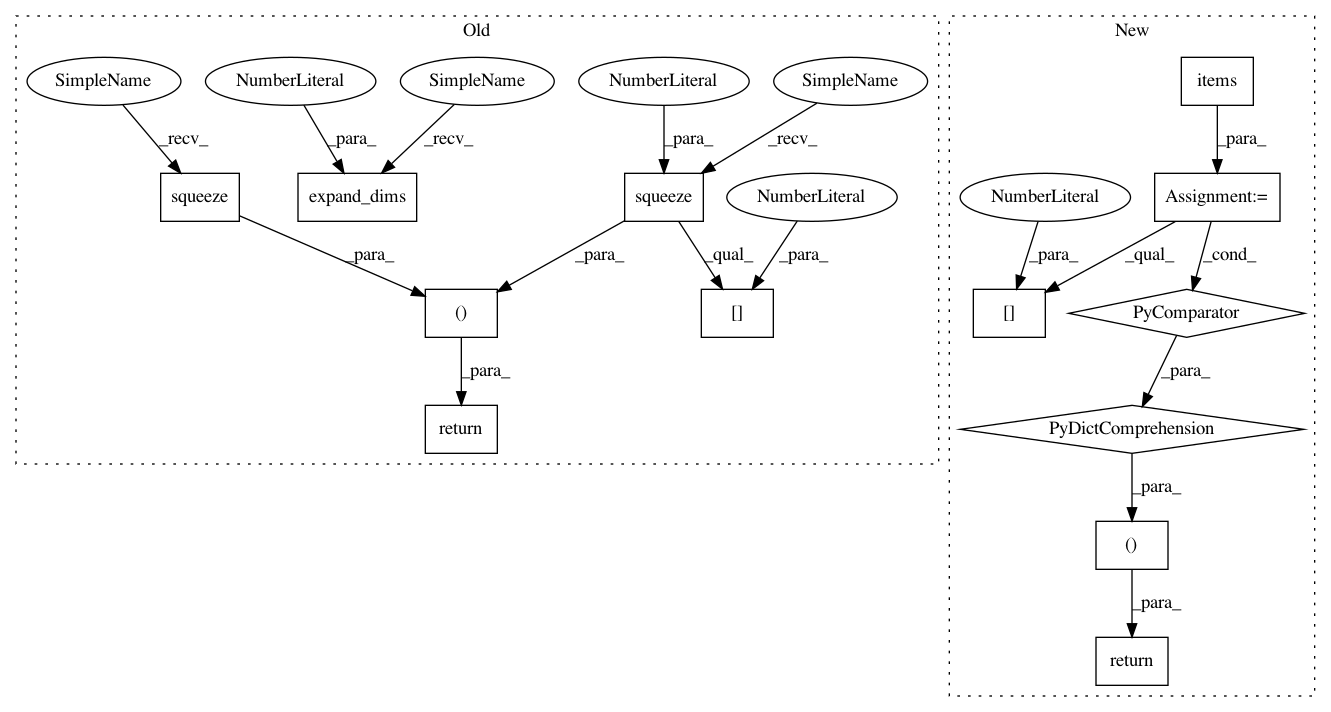 Old
New
SimpleName
NumberLiteral
SimpleName
NumberLiteral
SimpleName
items
_recv_
_para_
_recv_
_para_
_recv_
_para_
squeeze
expand_dims
squeeze
NumberLiteral
NumberLiteral
Assignment:=
_para_
_para_
_qual_
_para_
_para_
_qual_
_cond_
()
[]
[]
PyComparator
_para_
_para_
return
PyDictComprehension
_para_
()
_para_
return